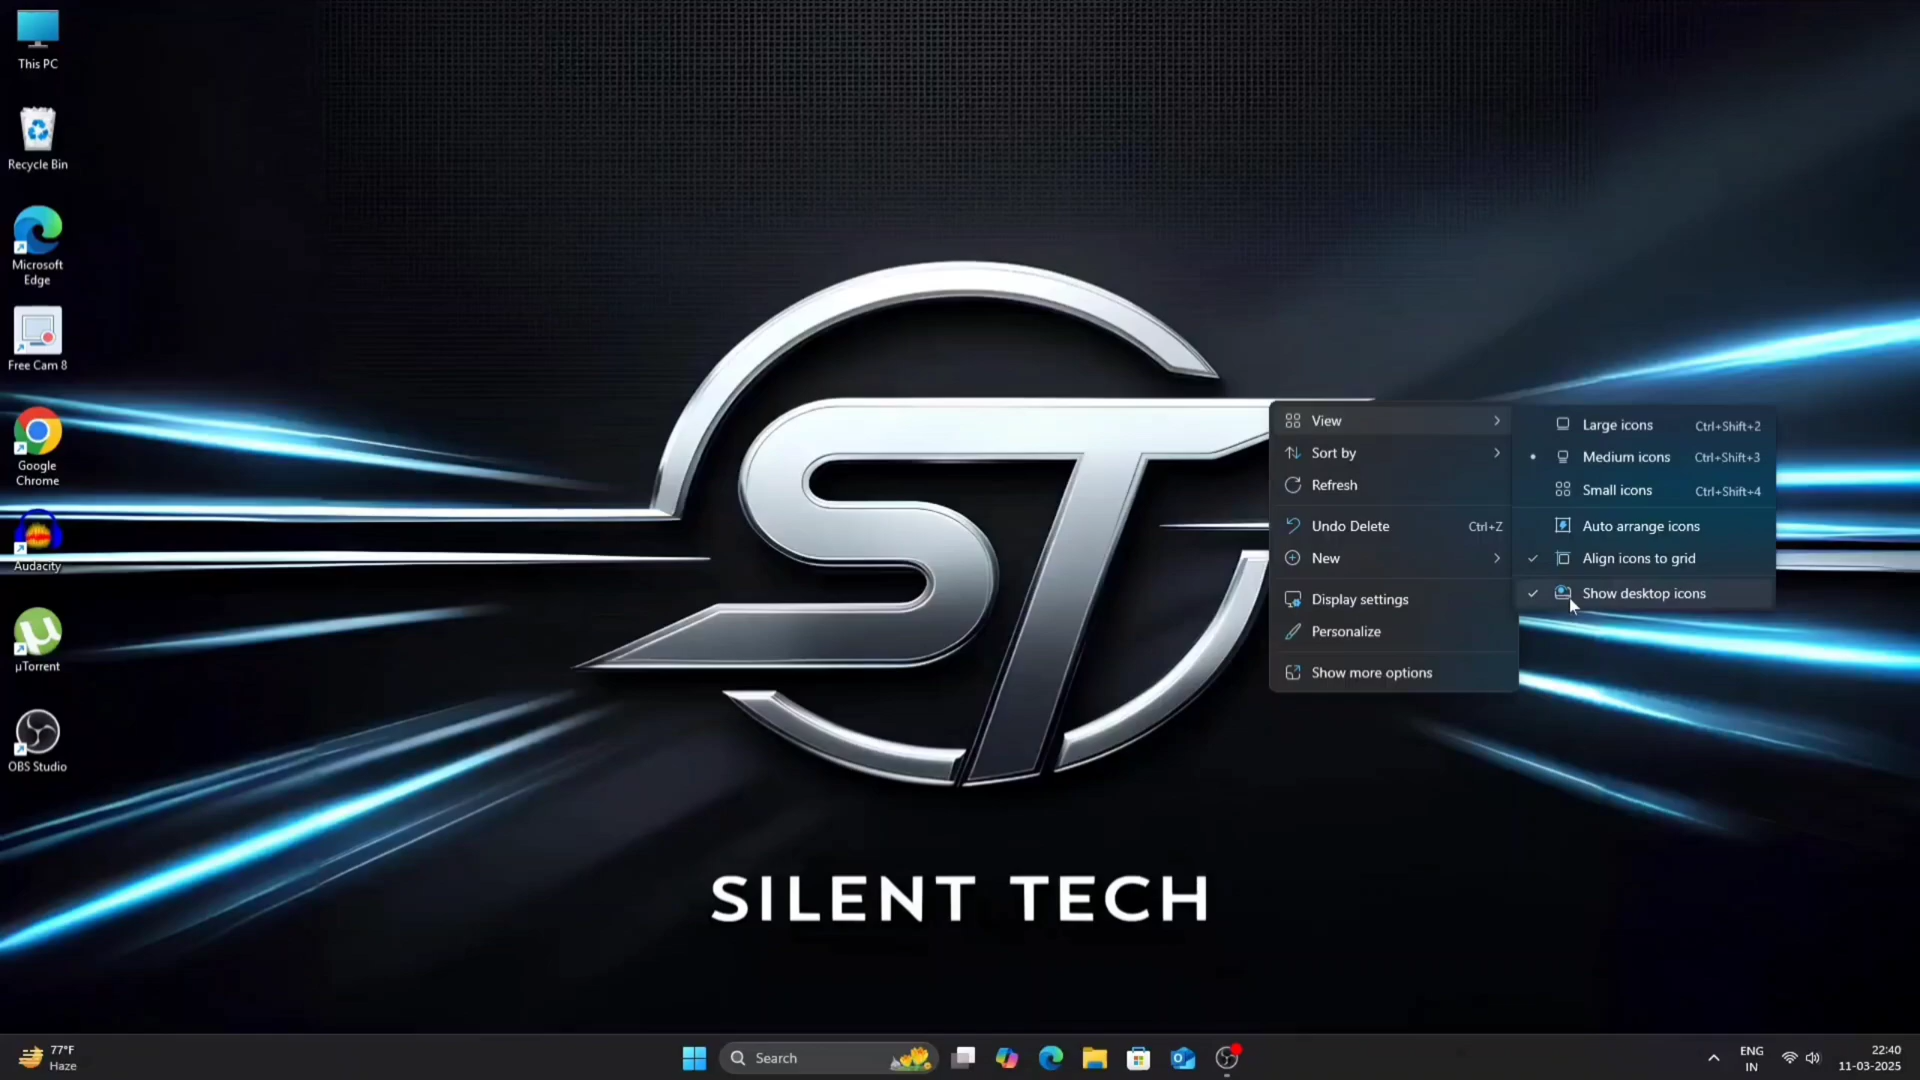 This PC
Recycle Bin
Microsoft
Edge
Free Cam 8
Google
Chrome
Audacity
µTorrent
OBS Studio
ST
SILENT TECH
View
Sort by
Refresh
Undo Delete Ctrl+Z
New
Display settings
Personalize
Show more options
Large icons Ctrl+Shift+2
Medium icons Ctrl+Shift+3
Small icons Ctrl+Shift+4
Auto arrange icons
Align icons to grid
Show desktop icons
77°F
Haze
Search
ENG
IN
22:40
11-03-2025